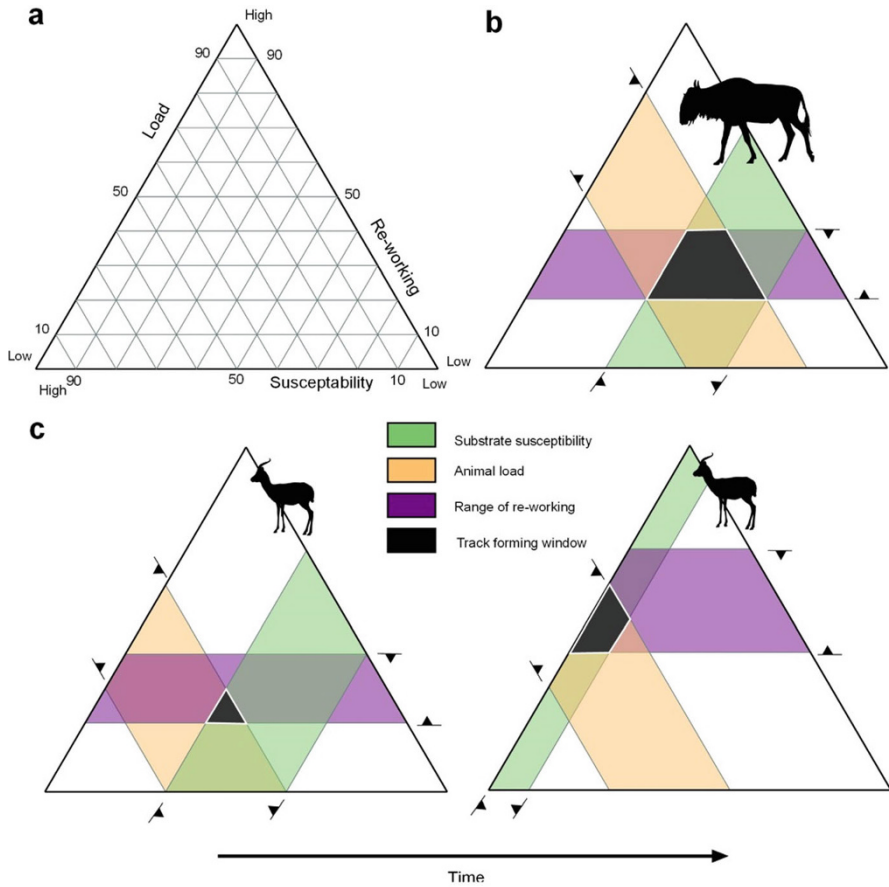 a
High
90
90
Load
50
50
Re-working
10
10
Low
Low
High
90
50
Susceptability
10
Low
b
c
Substrate susceptibility
Animal load
Range of re-working
Track forming window
Time